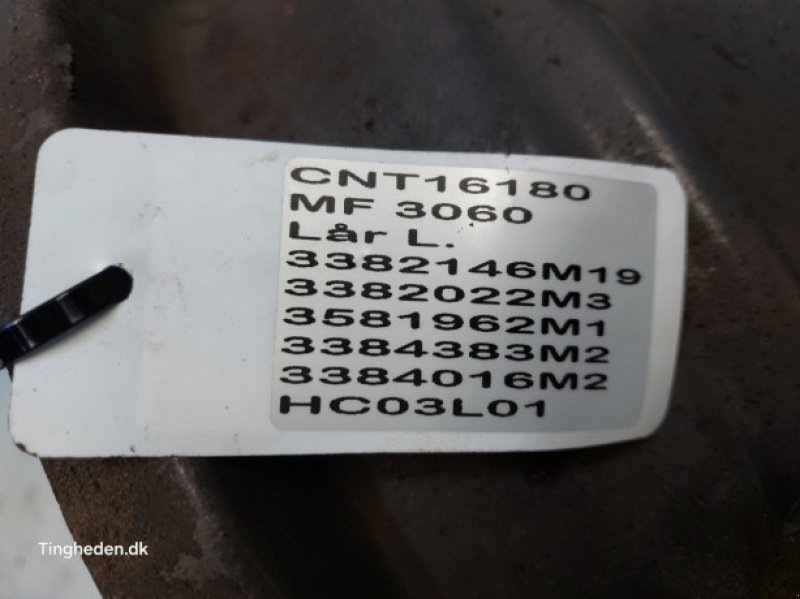 CNT16180
MF 3060
Lår L.
3382146M19
3382022M3
3581962M1
3384383M2
3384016M2
HC03L01
Tingheden.dk